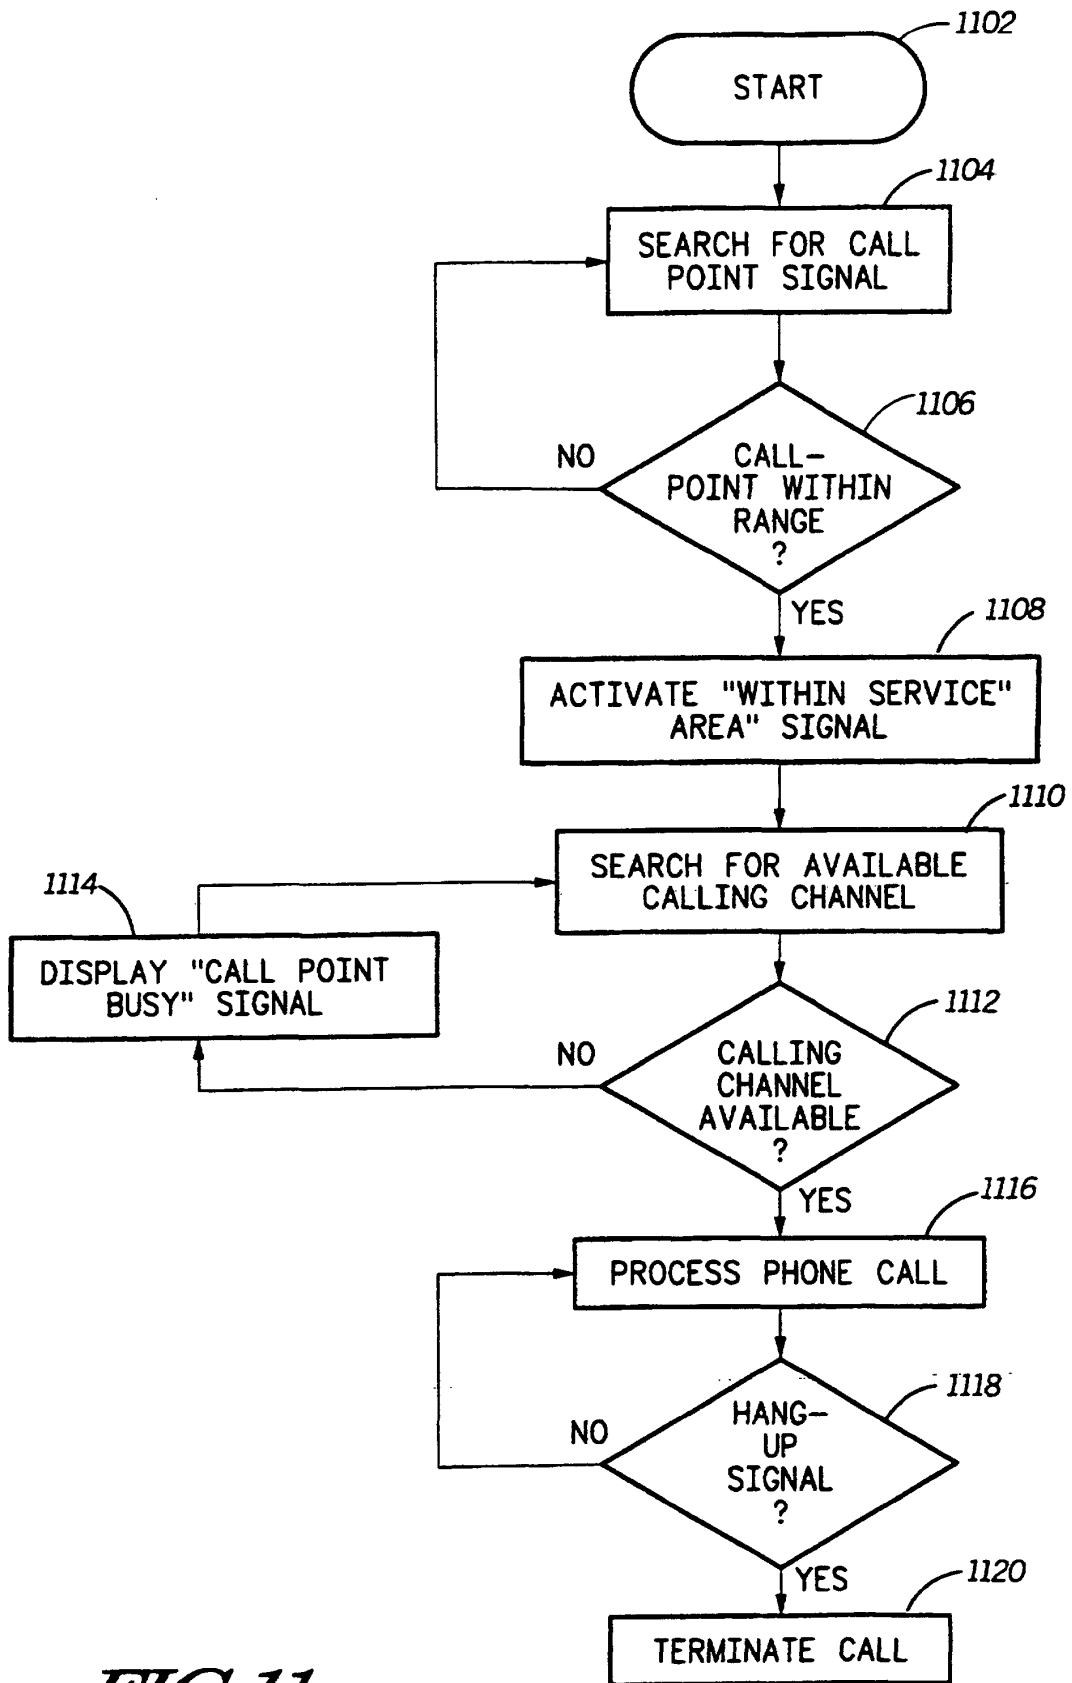 1102
START
1104
SEARCH FOR CALL
POINT SIGNAL
1106
NO
CALL-
POINT WITHIN
RANGE
?
YES
1108
ACTIVATE "WITHIN SERVICE"
AREA" SIGNAL
1110
SEARCH FOR AVAILABLE
CALLING CHANNEL
1114
DISPLAY "CALL POINT
BUSY" SIGNAL
1112
NO
CALLING
CHANNEL
AVAILABLE
?
YES
1116
PROCESS PHONE CALL
1118
NO
HANG-
UP
SIGNAL
?
YES
1120
TERMINATE CALL
FIG.11